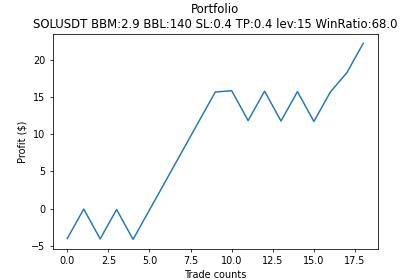 Portfolio
SOLUSDT BBM:2.9 BBL:140 SL:0.4 TP:0.4 lev:15 WinRatio:68.0
Profit ($)
20
15
10
5
0
−5
0.0 2.5 5.0 7.5 10.0 12.5 15.0 17.5
Trade counts